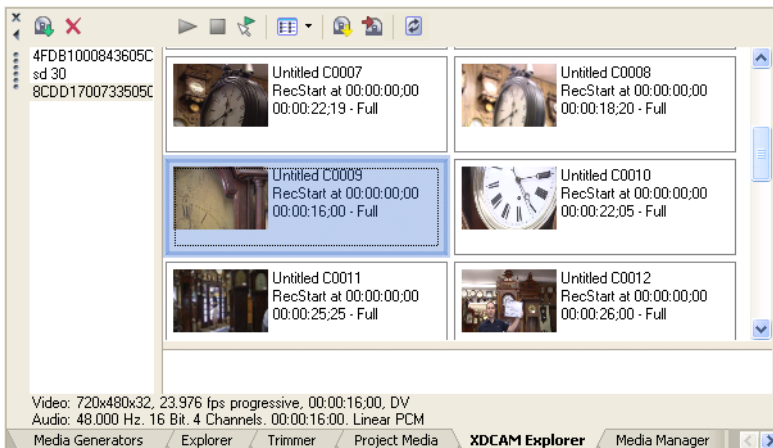 4FDB1000843605C
sd 30
8CDD1700733505C
Untitled C0007
RecStart at 00:00:00;00
00:00:22;19 - Full
Untitled C0008
RecStart at 00:00:00;00
00:00:18;20 - Full
Untitled C0009
RecStart at 00:00:00;00
00:00:16;00 - Full
Untitled C0010
RecStart at 00:00:00;00
00:00:22;05 - Full
Untitled C0011
RecStart at 00:00:00;00
00:00:25;25 - Full
Untitled C0012
RecStart at 00:00:00;00
00:00:26;00 - Full
Video: 720x480x32, 23.976 fps progressive, 00:00:16;00, DV
Audio: 48.000 Hz. 16 Bit. 4 Channels. 00:00:16:00. Linear PCM
Media Generators
Explorer
Trimmer
Project Media
XDCAM Explorer
Media Manager